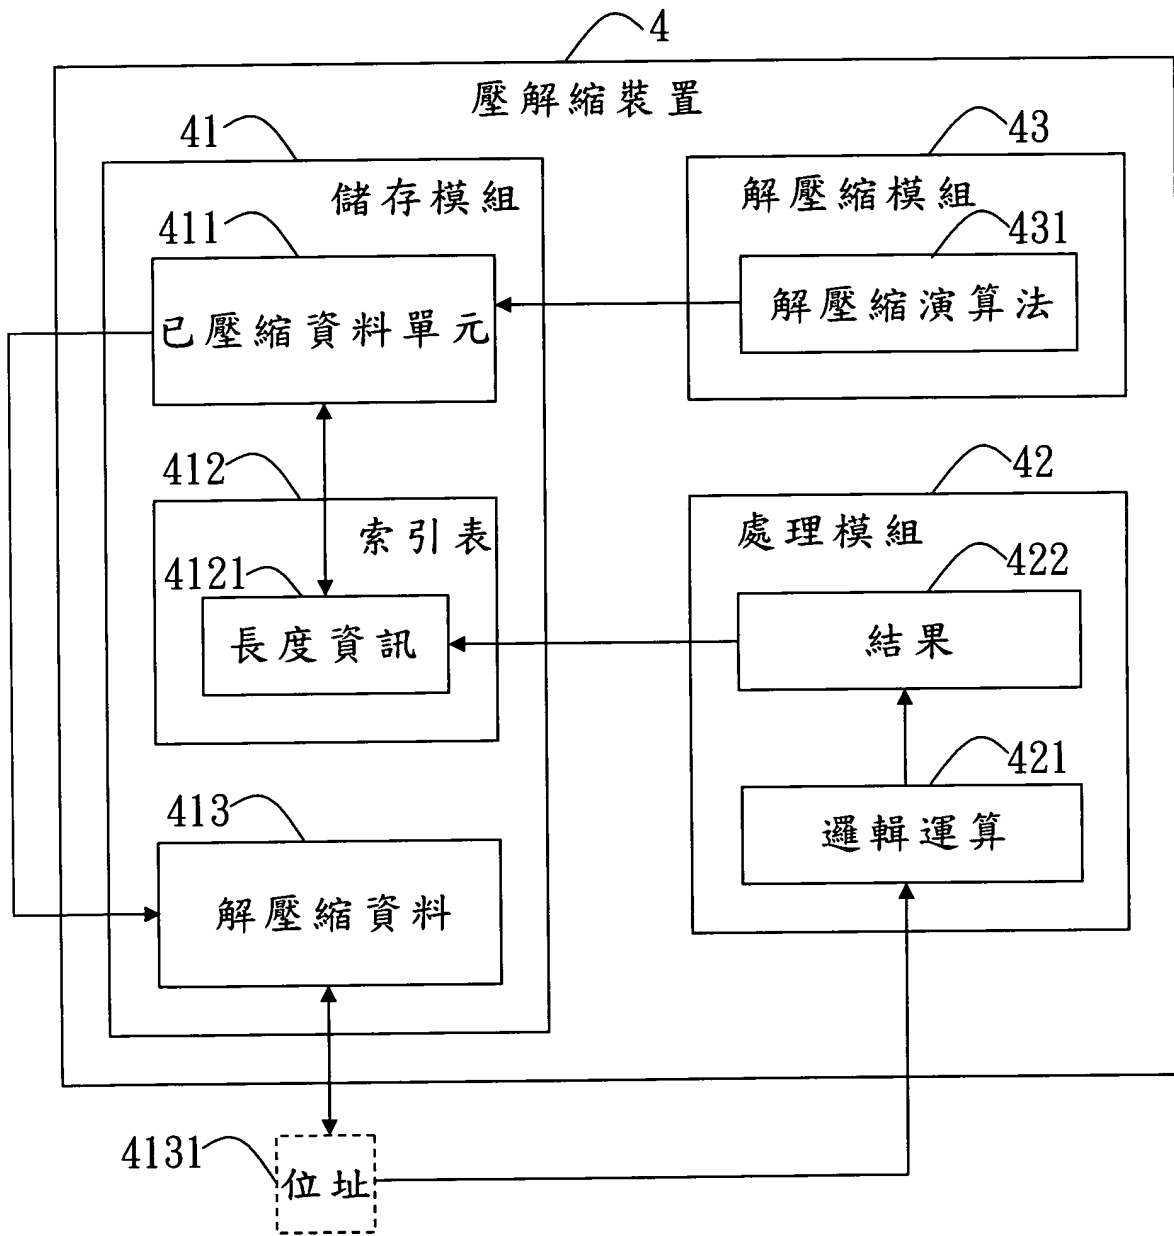 4
壓解縮裝置
41
儲存模組
411
已壓縮資料單元
412
索引表
4121
長度資訊
413
解壓縮資料
4131
位址
43
解壓縮模組
431
解壓縮演算法
42
處理模組
422
結果
421
邏輯運算